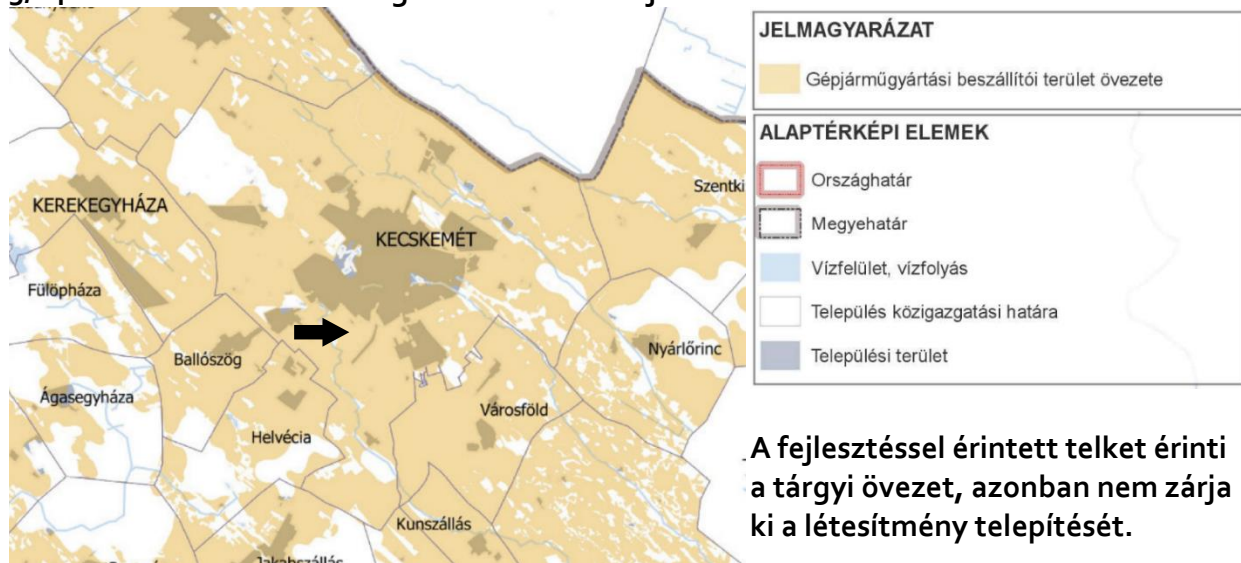 JELMAGYARÁZAT
Gépjárműgyártási beszállítói terület övezete
ALAPTÉRKÉPI ELEMEK
Országhatár
Megyehatár
Vízfelület, vízfolyás
Település közigazgatási határa
Települési terület
Szentki
KEREKEGYHÁZA
KECSKEMÉT
Fülöpháza
Ballószög
Nyárlőrinc
Ágasegyháza
Városföld
Helvécia
Kunszállás
Jakabszállás
A fejlesztéssel érintett telket érinti
a tárgyi övezet, azonban nem zárja
ki a létesítmény telepítését.